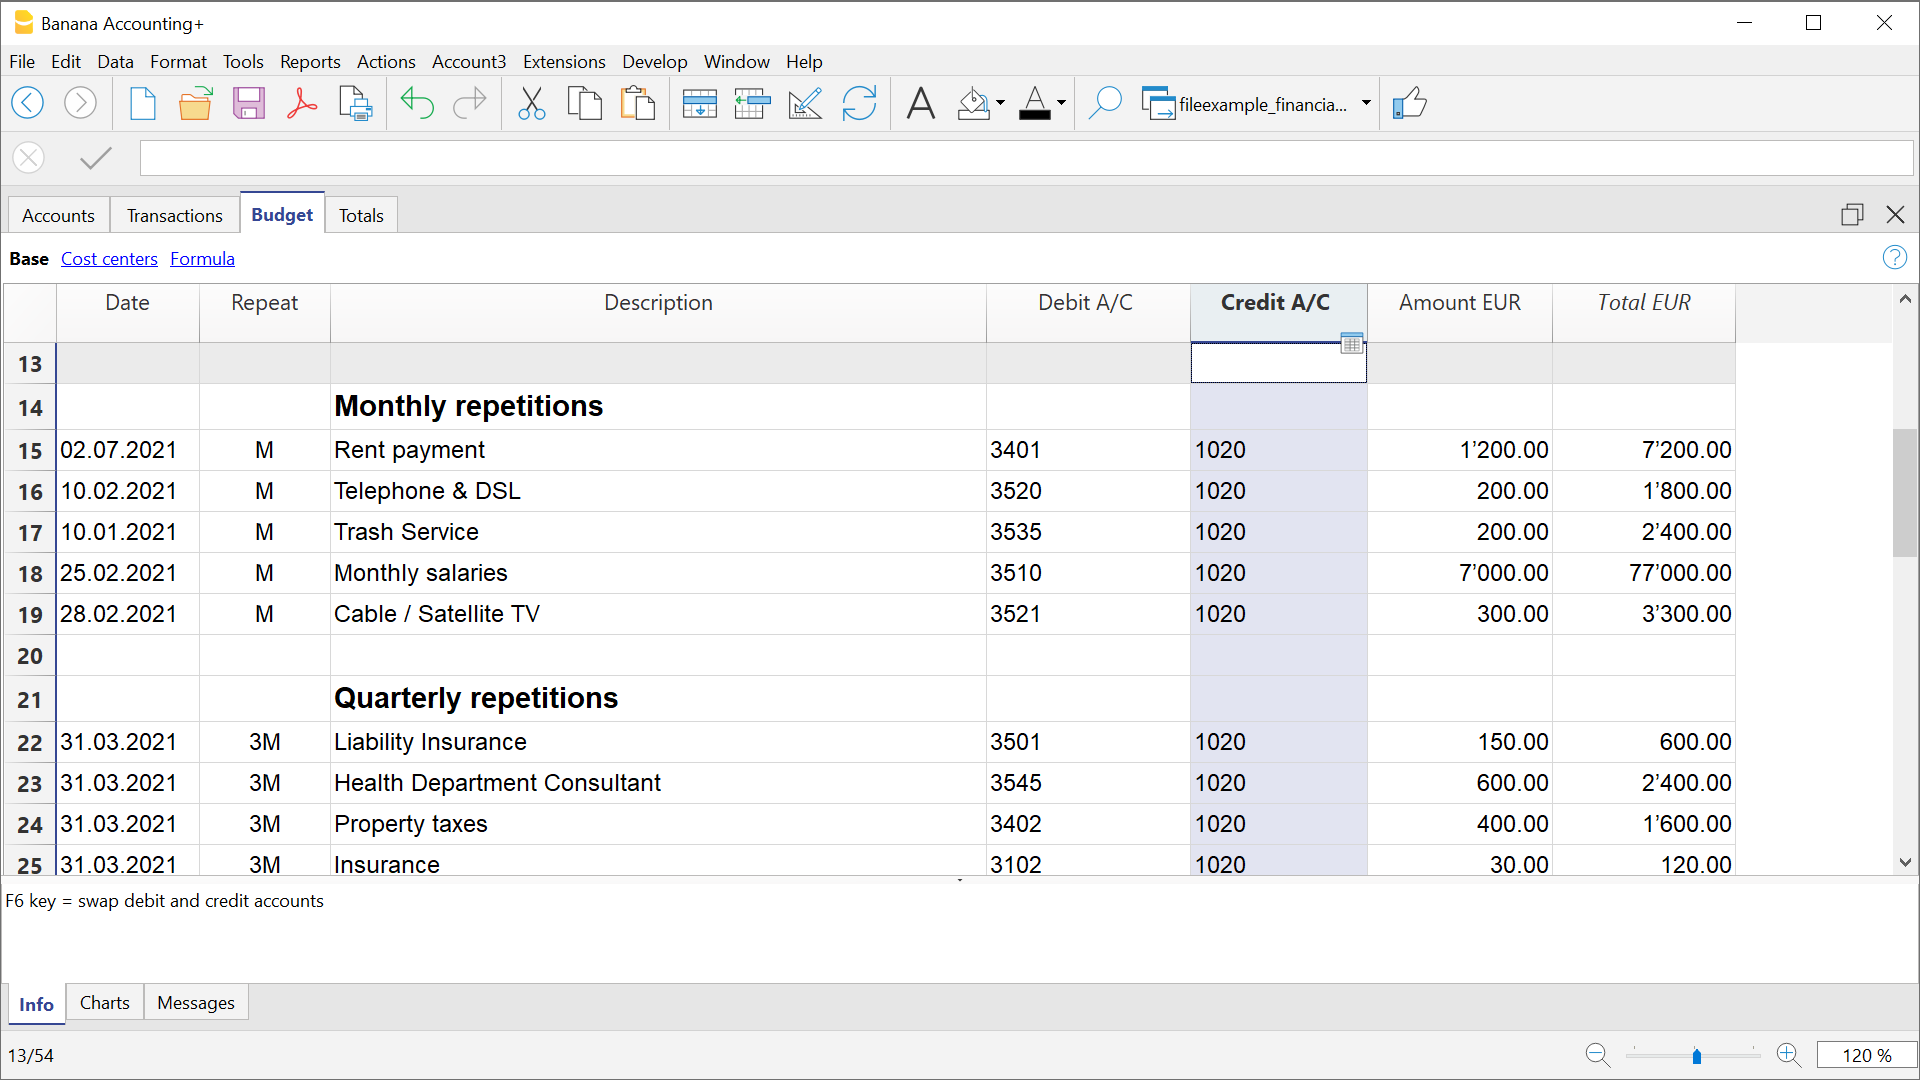 Banana Accounting+
File Edit Data Format Tools Reports Actions Account3 Extensions Develop Window Help
fileexample_financia...
Accounts Transactions Budget Totals
Base Cost centers Formula
Date Repeat Description Debit A/C Credit A/C Amount EUR Total EUR
13
14 Monthly repetitions
15 02.07.2021 M Rent payment 3401 1020 1’200.00 7’200.00
16 10.02.2021 M Telephone & DSL 3520 1020 200.00 1’800.00
17 10.01.2021 M Trash Service 3535 1020 200.00 2’400.00
18 25.02.2021 M Monthly salaries 3510 1020 7’000.00 77’000.00
19 28.02.2021 M Cable / Satellite TV 3521 1020 300.00 3’300.00
20
21 Quarterly repetitions
22 31.03.2021 3M Liability Insurance 3501 1020 150.00 600.00
23 31.03.2021 3M Health Department Consultant 3545 1020 600.00 2’400.00
24 31.03.2021 3M Property taxes 3402 1020 400.00 1’600.00
25 31.03.2021 3M Insurance 3102 1020 30.00 120.00
F6 key = swap debit and credit accounts
Info Charts Messages
13/54 120 %